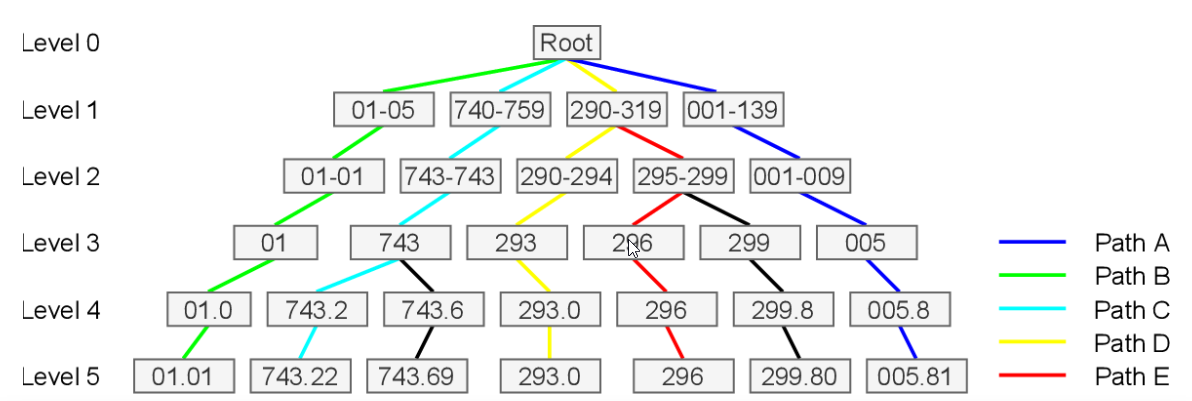 Level 0 Root
Level 1 01-05 740-759 290-319 001-139
Level 2 01-01 743-743 290-294 295-299 001-009
Level 3 01 743 293 296 299 005 Path A
Path B
Level 4 01.0 743.2 743.6 293.0 296 299.8 005.8 Path C
Path D
Level 5 01.01 743.22 743.69 293.0 296 299.80 005.81 Path E